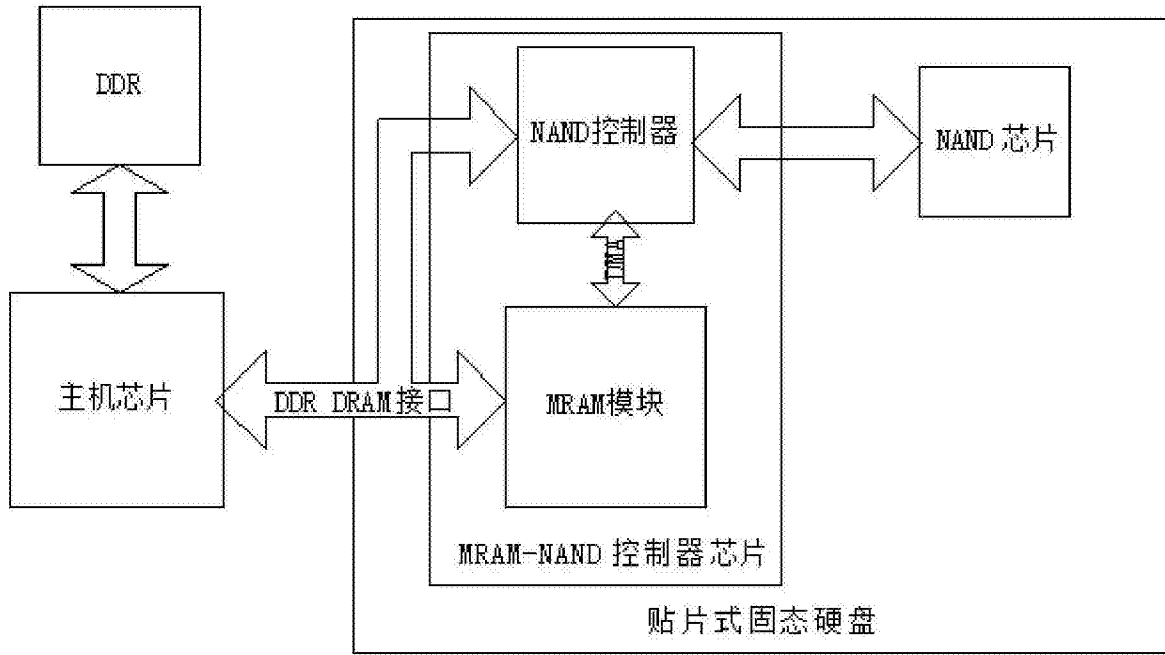 DDR
NAND控制器
NAND 芯片
主机芯片
DDR DRAM接口
MRAM模块
MRAM-NAND 控制器芯片
贴片式固态硬盘